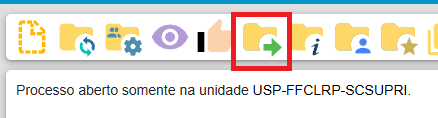 Processo aberto somente na unidade USP-FFCLRP-SCSUPRI.